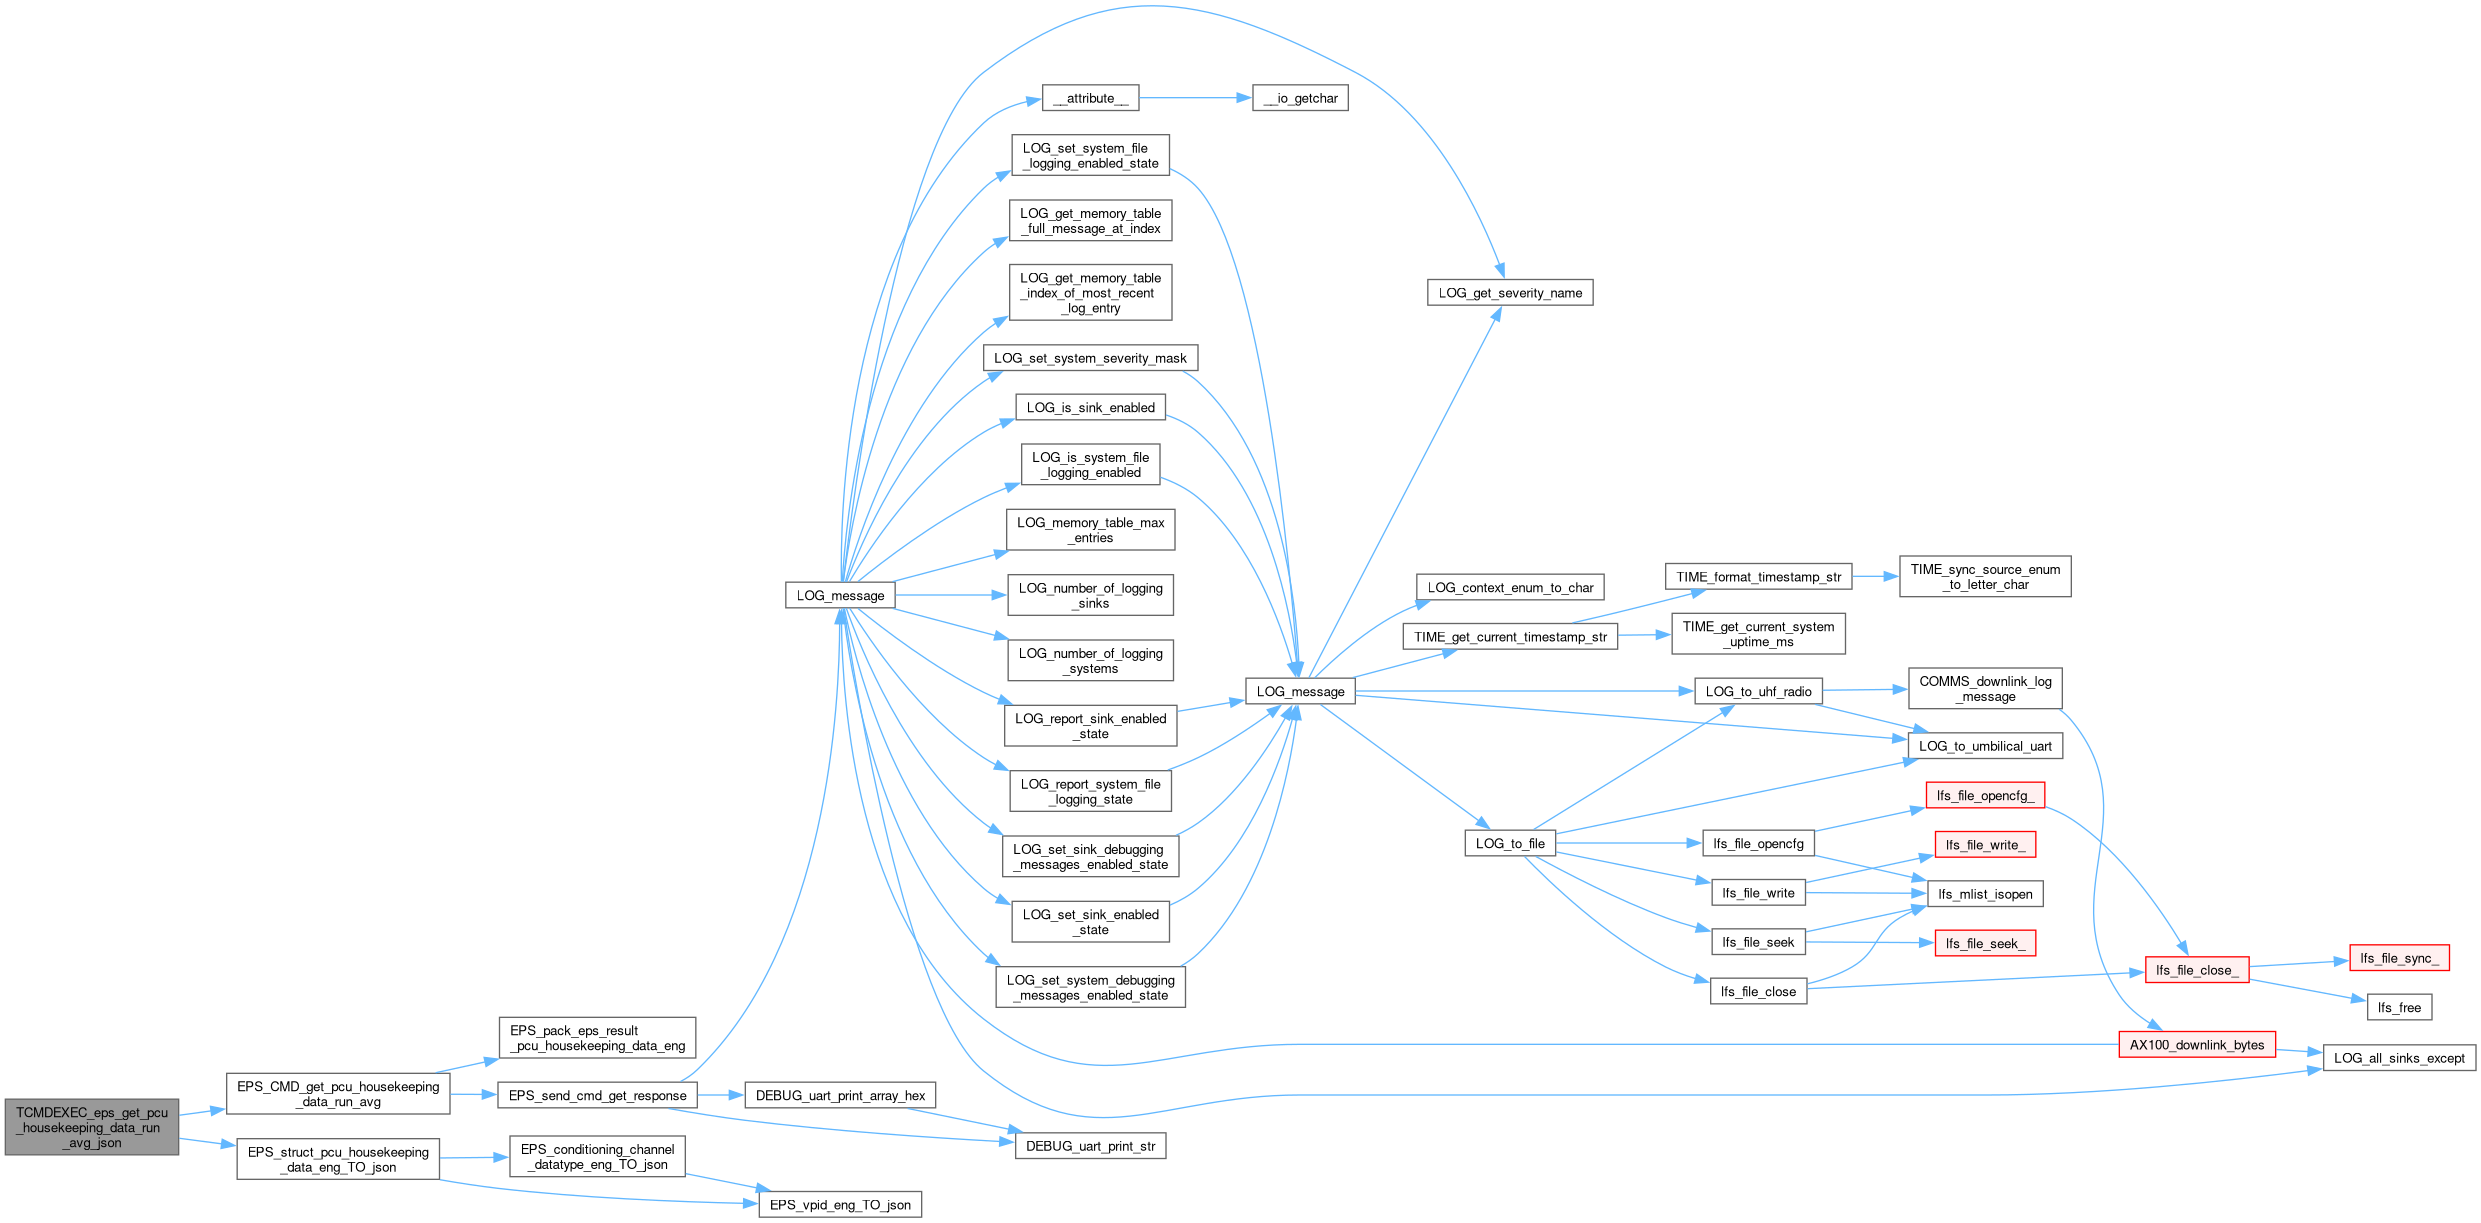 TCMDEXEC_eps_get_pcu
_housekeeping_data_run
_avg_json
EPS_CMD_get_pcu_housekeeping
_data_run_avg
EPS_struct_pcu_housekeeping
_data_eng_TO_json
EPS_pack_eps_result
_pcu_housekeeping_data_eng
EPS_send_cmd_get_response
EPS_conditioning_channel
_datatype_eng_TO_json
LOG_message
DEBUG_uart_print_array_hex
EPS_vpid_eng_TO_json
__attribute__
LOG_set_system_file
_logging_enabled_state
LOG_get_memory_table
_full_message_at_index
LOG_get_memory_table
_index_of_most_recent
_log_entry
LOG_set_system_severity_mask
LOG_is_sink_enabled
LOG_is_system_file
_logging_enabled
LOG_memory_table_max
_entries
LOG_number_of_logging
_sinks
LOG_number_of_logging
_systems
LOG_report_sink_enabled
_state
LOG_report_system_file
_logging_state
LOG_set_sink_debugging
_messages_enabled_state
LOG_set_sink_enabled
_state
LOG_set_system_debugging
_messages_enabled_state
DEBUG_uart_print_str
__io_getchar
LOG_message
LOG_get_severity_name
LOG_context_enum_to_char
TIME_get_current_timestamp_str
LOG_to_file
TIME_format_timestamp_str
TIME_get_current_system
_uptime_ms
LOG_to_uhf_radio
lfs_file_opencfg
lfs_file_write
lfs_file_seek
lfs_file_close
TIME_sync_source_enum
_to_letter_char
COMMS_downlink_log
_message
LOG_to_umbilical_uart
lfs_file_opencfg_
lfs_file_write_
lfs_mlist_isopen
lfs_file_seek_
lfs_file_close_
AX100_downlink_bytes
lfs_file_sync_
lfs_free
LOG_all_sinks_except